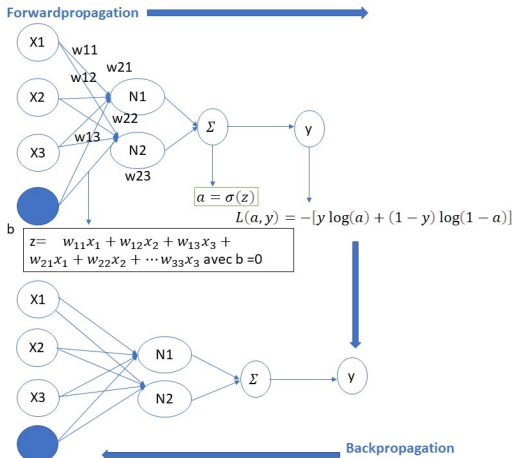 Forwardpropagation
X1
w11
w12
w21
X2
N1
w22
Σ
y
X3
w13
N2
w23
a = σ(z)
L(a, y) = −[y log(a) + (1 − y) log(1 − a)]
b
z= w₁₁x₁ + w₁₂x₂ + w₁₃x₃ +
w₂₁x₁ + w₂₂x₂ + ⋯w₃₃x₃ avec b =0
X1
X2
N1
Σ
y
X3
N2
Backpropagation